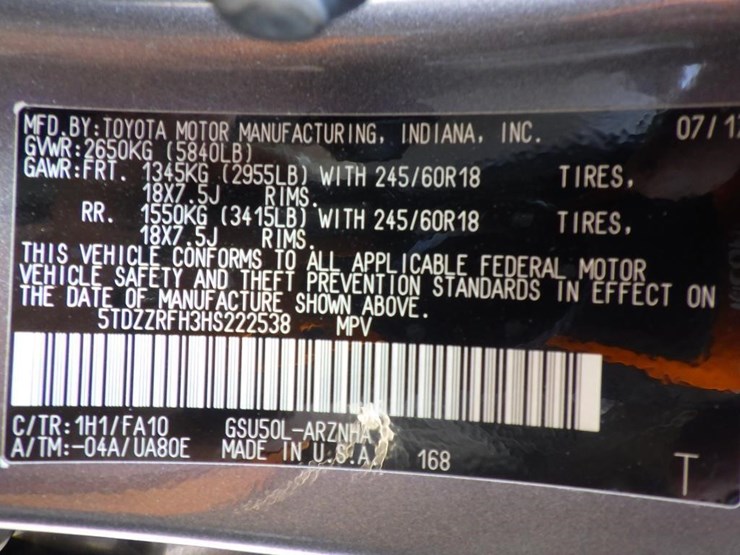 MFD.BY:TOYOTA MOTOR MANUFACTURING, INDIANA, INC. 07/17
GVWR:2650KG (5840LB)
GAWR:FRT. 1345KG (2955LB) WITH 245/60R18 TIRES,
18X7.5J RIMS.
RR. 1550KG (3415LB) WITH 245/60R18 TIRES,
18X7.5J RIMS.
THIS VEHICLE CONFORMS TO ALL APPLICABLE FEDERAL MOTOR
VEHICLE SAFETY AND THEFT PREVENTION STANDARDS IN EFFECT ON
THE DATE OF MANUFACTURE SHOWN ABOVE.
5TDZZRFH3HS222538 MPV
C/TR:1H1/FA10 GSU50L-ARZNHA
A/TM:-04A/UA80E MADE IN U.S.A. 168 T